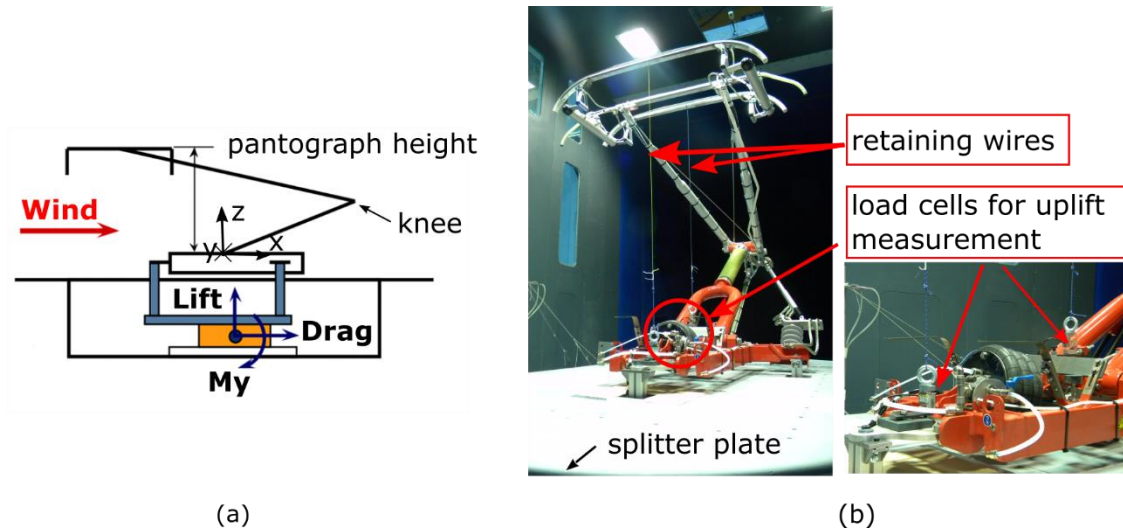 pantograph height
Wind
z
knee
y
x
Lift
Drag
My
(a)
retaining wires
load cells for uplift
measurement
splitter plate
(b)